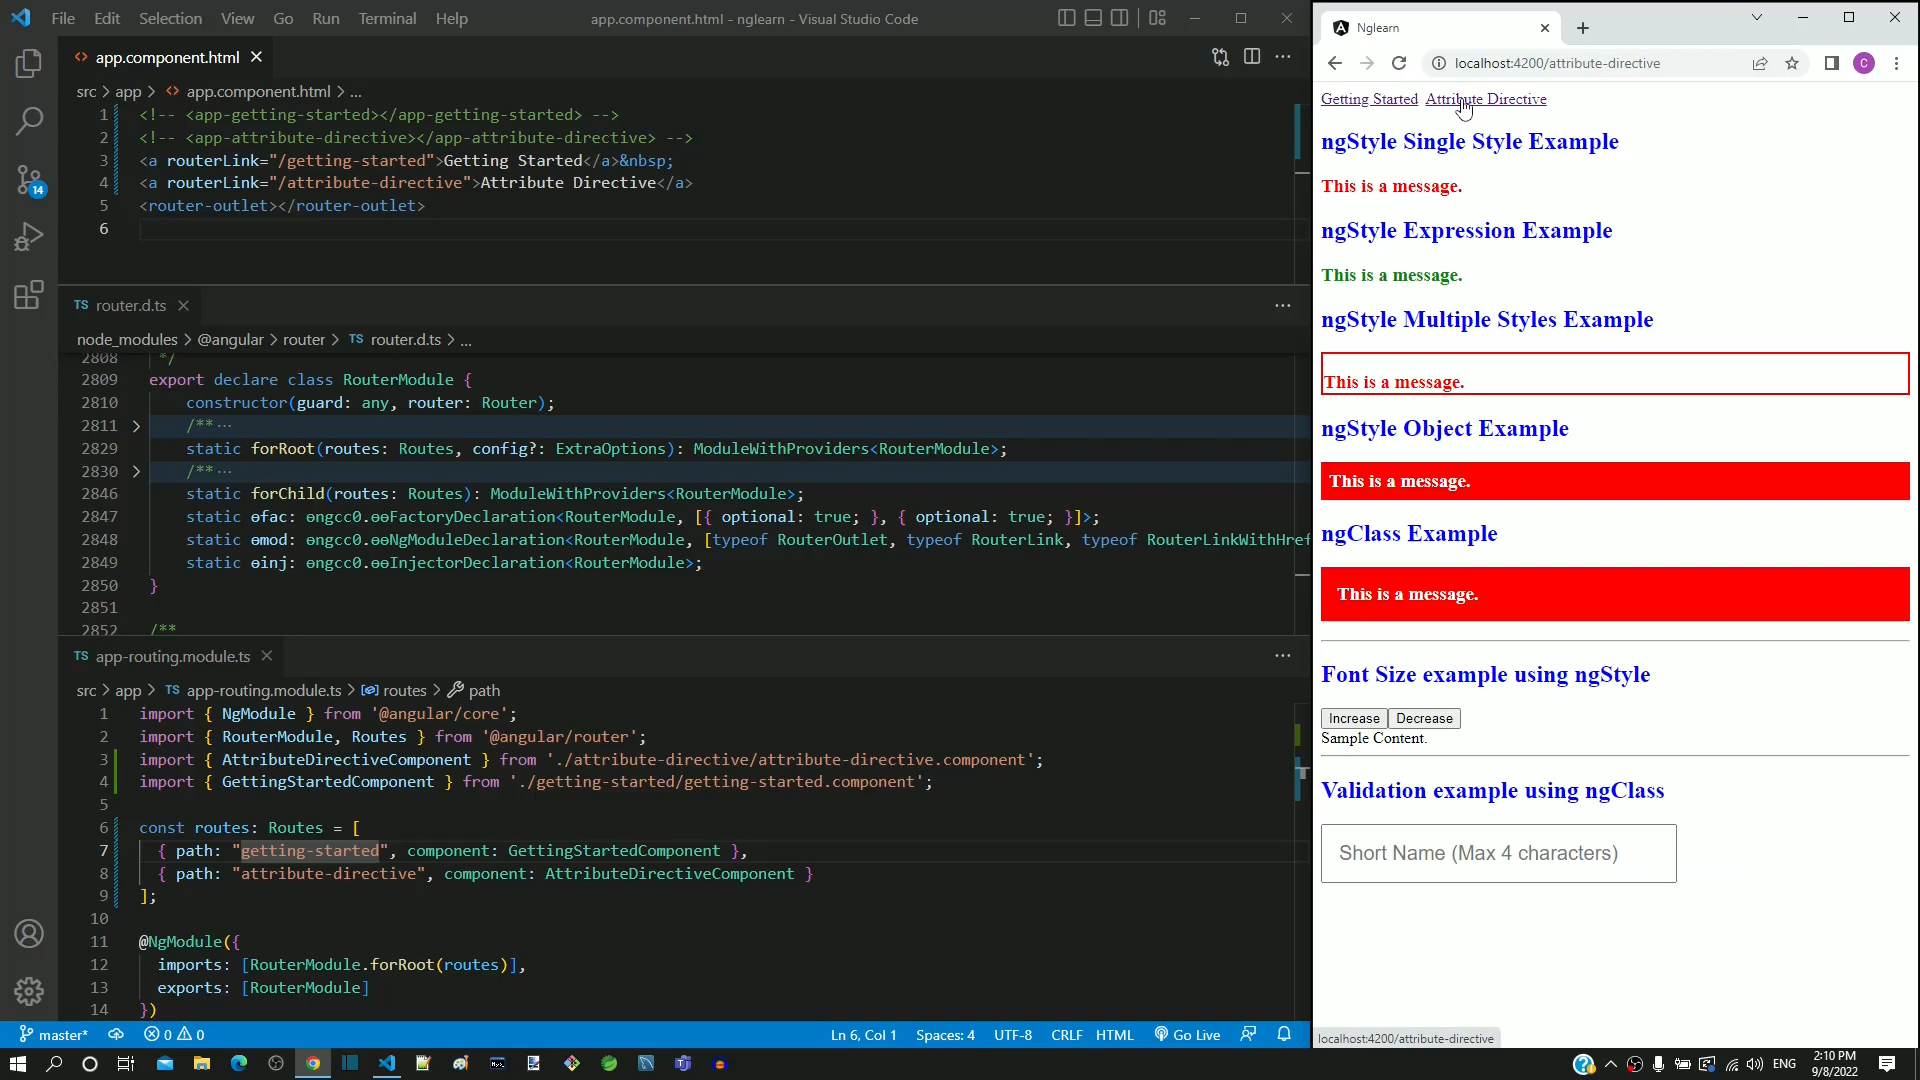 File Edit Selection View Go Run Terminal Help
app.component.html - nglearn - Visual Studio Code
app.component.html
src > app > app.component.html > ...
1 <!-- <app-getting-started></app-getting-started> -->
2 <!-- <app-attribute-directive></app-attribute-directive> -->
3 <a routerLink="/getting-started">Getting Started</a>&nbsp;
4 <a routerLink="/attribute-directive">Attribute Directive</a>
5 <router-outlet></router-outlet>
6
14
TS router.d.ts
node_modules > @angular > router > TS router.d.ts > ...
2808 */
2809 export declare class RouterModule {
2810 constructor(guard: any, router: Router);
2811 /** ...
2829 static forRoot(routes: Routes, config?: ExtraOptions): ModuleWithProviders<RouterModule>;
2830 /** ...
2846 static forChild(routes: Routes): ModuleWithProviders<RouterModule>;
2847 static ɵfac: ɵngcc0.ɵɵFactoryDeclaration<RouterModule, [{ optional: true; }, { optional: true; }]>;
2848 static ɵmod: ɵngcc0.ɵɵNgModuleDeclaration<RouterModule, [typeof RouterOutlet, typeof RouterLink, typeof RouterLinkWithHref
2849 static ɵinj: ɵngcc0.ɵɵInjectorDeclaration<RouterModule>;
2850 }
2851
2852 /**
TS app-routing.module.ts
src > app > TS app-routing.module.ts > routes > path
1 import { NgModule } from '@angular/core';
2 import { RouterModule, Routes } from '@angular/router';
3 import { AttributeDirectiveComponent } from './attribute-directive/attribute-directive.component';
4 import { GettingStartedComponent } from './getting-started/getting-started.component';
5
6 const routes: Routes = [
7 { path: "getting-started", component: GettingStartedComponent },
8 { path: "attribute-directive", component: AttributeDirectiveComponent }
9 ];
10
11 @NgModule({
12 imports: [RouterModule.forRoot(routes)],
13 exports: [RouterModule]
14 })
master* 0 0 Ln 6, Col 1 Spaces: 4 UTF-8 CRLF HTML Go Live
Nglearn
localhost:4200/attribute-directive
C
Getting Started Attribute Directive
ngStyle Single Style Example
This is a message.
ngStyle Expression Example
This is a message.
ngStyle Multiple Styles Example
This is a message.
ngStyle Object Example
This is a message.
ngClass Example
This is a message.
Font Size example using ngStyle
Increase Decrease
Sample Content.
Validation example using ngClass
Short Name (Max 4 characters)
localhost:4200/attribute-directive
ENG
2:10 PM
9/8/2022